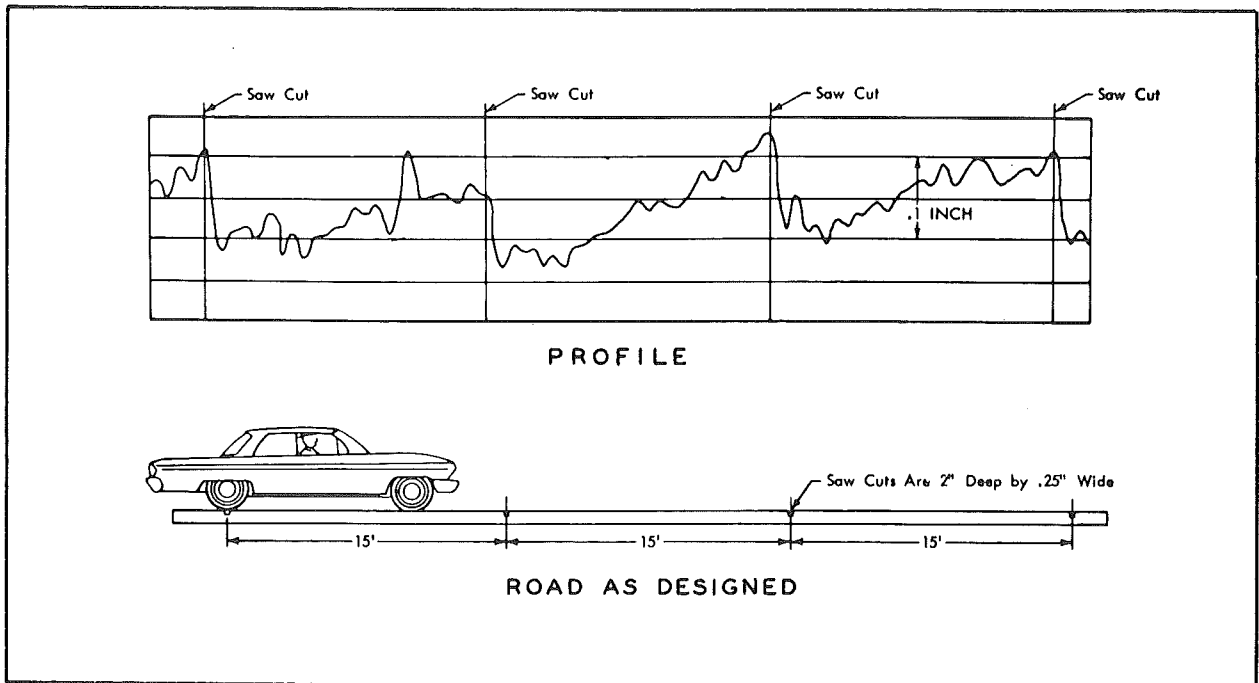 Saw Cut
Saw Cut
Saw Cut
Saw Cut
.1 INCH
PROFILE
Saw Cuts Are 2" Deep by .25" Wide
15'
15'
15'
ROAD AS DESIGNED